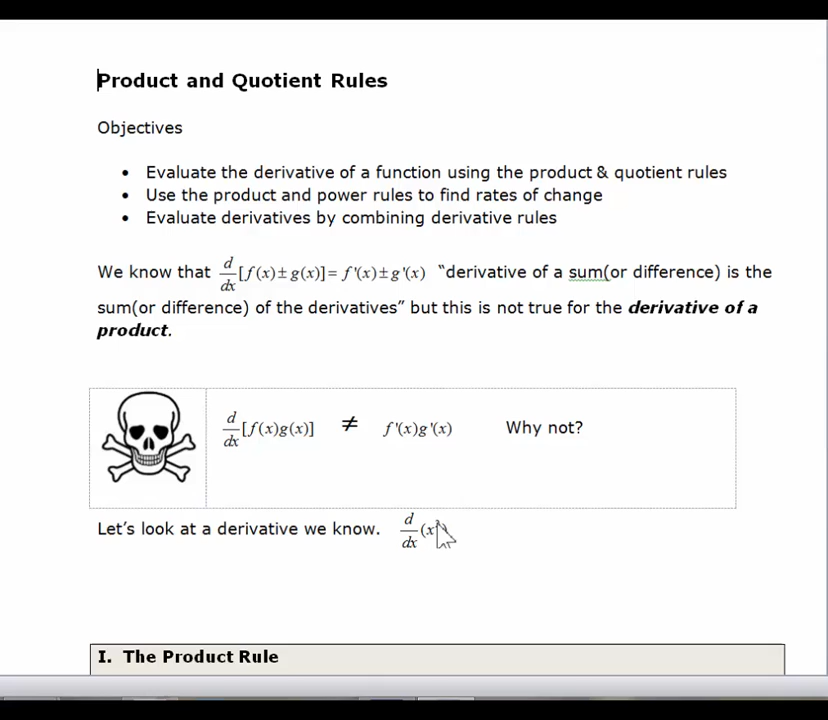 Product and Quotient Rules
Objectives
• Evaluate the derivative of a function using the product & quotient rules
• Use the product and power rules to find rates of change
• Evaluate derivatives by combining derivative rules
We know that d/dx [f(x)±g(x)]= f'(x)±g'(x) "derivative of a sum(or difference) is the
sum(or difference) of the derivatives" but this is not true for the derivative of a
product.
d/dx [f(x)g(x)] ≠ f'(x)g'(x) Why not?
Let's look at a derivative we know. d/dx (x
I. The Product Rule